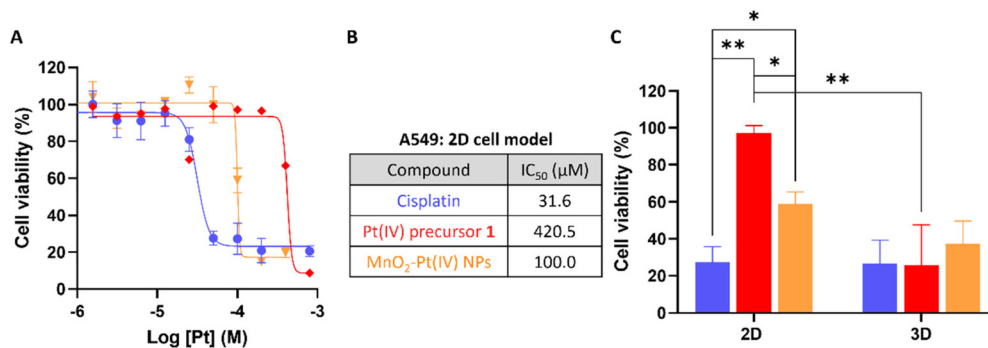 A
120
100
80
60
40
20
0
-6
-5
-4
-3
Cell viability (%)
Log [Pt] (M)
B
A549: 2D cell model
Compound IC50 (μM)
Cisplatin 31.6
Pt(IV) precursor 1 420.5
MnO2-Pt(IV) NPs 100.0
C
*
**
*
**
120
100
80
60
40
20
0
Cell viability (%)
2D
3D